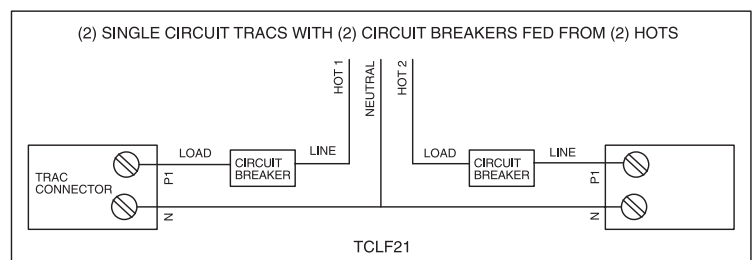 (2) SINGLE CIRCUIT TRACS WITH (2) CIRCUIT BREAKERS FED FROM (2) HOTS
HOT 1
NEUTRAL
HOT 2
TRAC
CONNECTOR
P1
N
LOAD
CIRCUIT
BREAKER
LINE
LOAD
CIRCUIT
BREAKER
LINE
P1
N
TCLF21